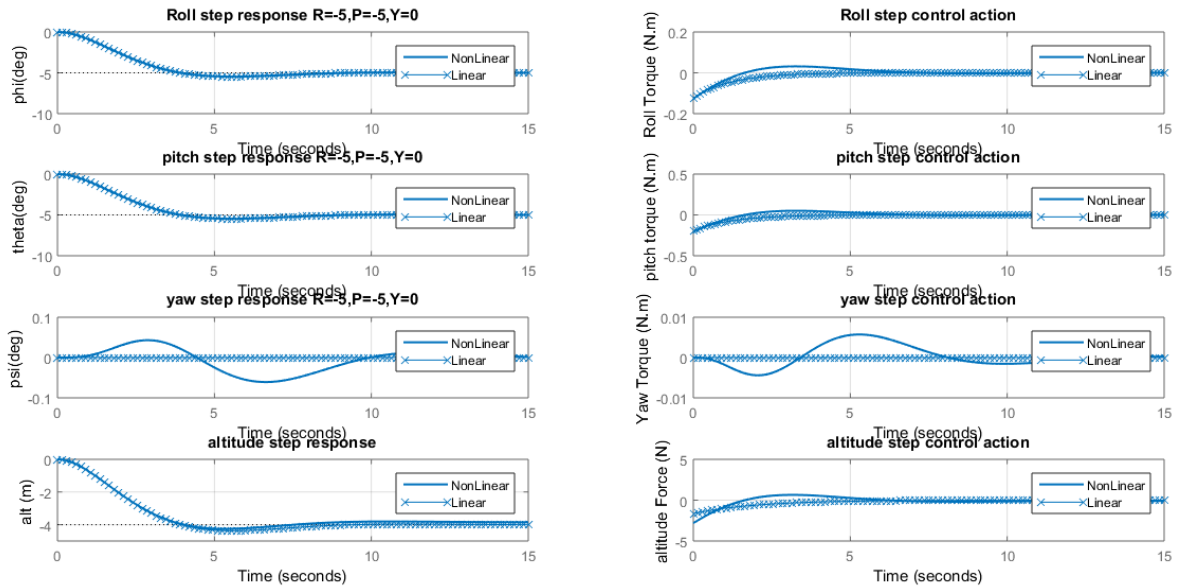 Roll step response R=-5,P=-5,Y=0
phi(deg)
0
-5
-10
NonLinear
Linear
0
5
10
15
Time (seconds)
pitch step response R=-5,P=-5,Y=0
theta(deg)
0
-5
-10
NonLinear
Linear
0
5
10
15
Time (seconds)
yaw step response R=-5,P=-5,Y=0
psi(deg)
0.1
0
-0.1
NonLinear
Linear
0
5
10
15
Time (seconds)
altitude step response
alt (m)
0
-2
-4
NonLinear
Linear
0
5
10
15
Time (seconds)
Roll step control action
Roll Torque (N.m)
0.2
0
-0.2
NonLinear
Linear
0
5
10
15
Time (seconds)
pitch step control action
pitch torque (N.m)
0.5
0
-0.5
NonLinear
Linear
0
5
10
15
Time (seconds)
yaw step control action
Yaw Torque (N.m)
0.01
0
-0.01
NonLinear
Linear
0
5
10
15
Time (seconds)
altitude step control action
altitude Force (N)
5
0
-5
NonLinear
Linear
0
5
10
15
Time (seconds)